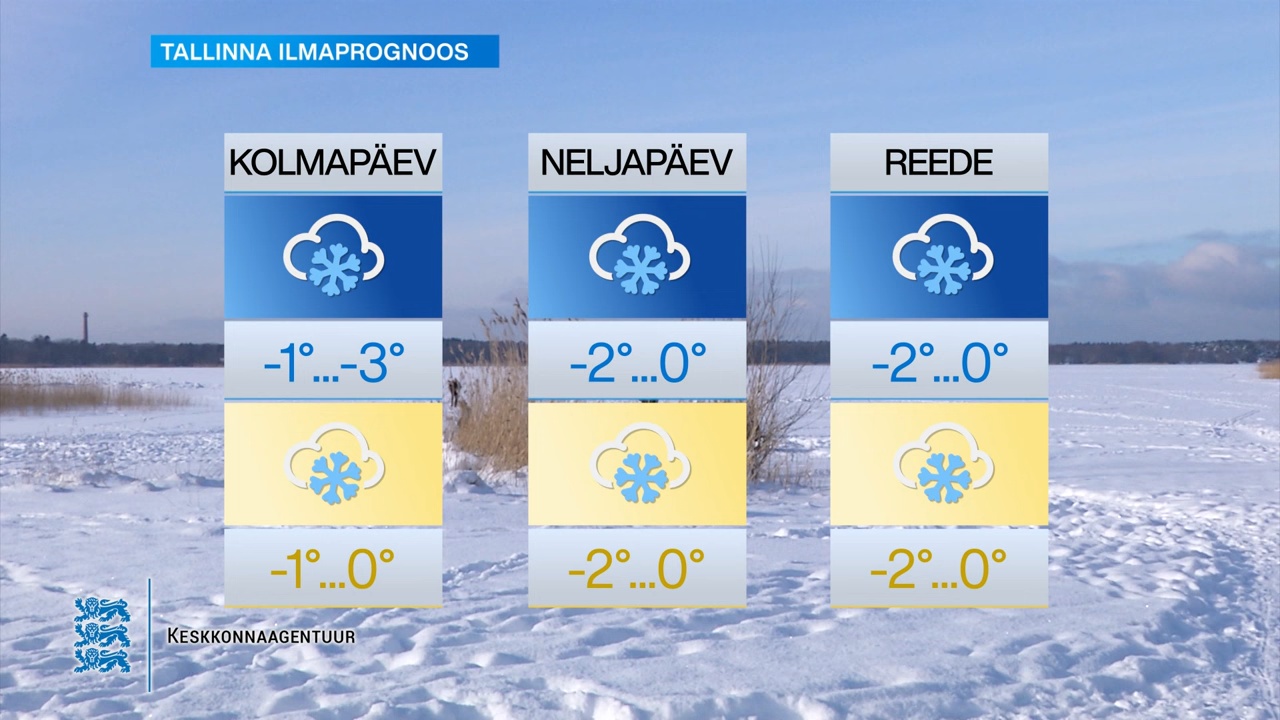 TALLINNA ILMAPROGNOOS
KOLMAPÄEV
-1°...-3°
-1°...0°
NELJAPÄEV
-2°...0°
-2°...0°
REEDE
-2°...0°
-2°...0°
KESKKONNAAGENTUUR